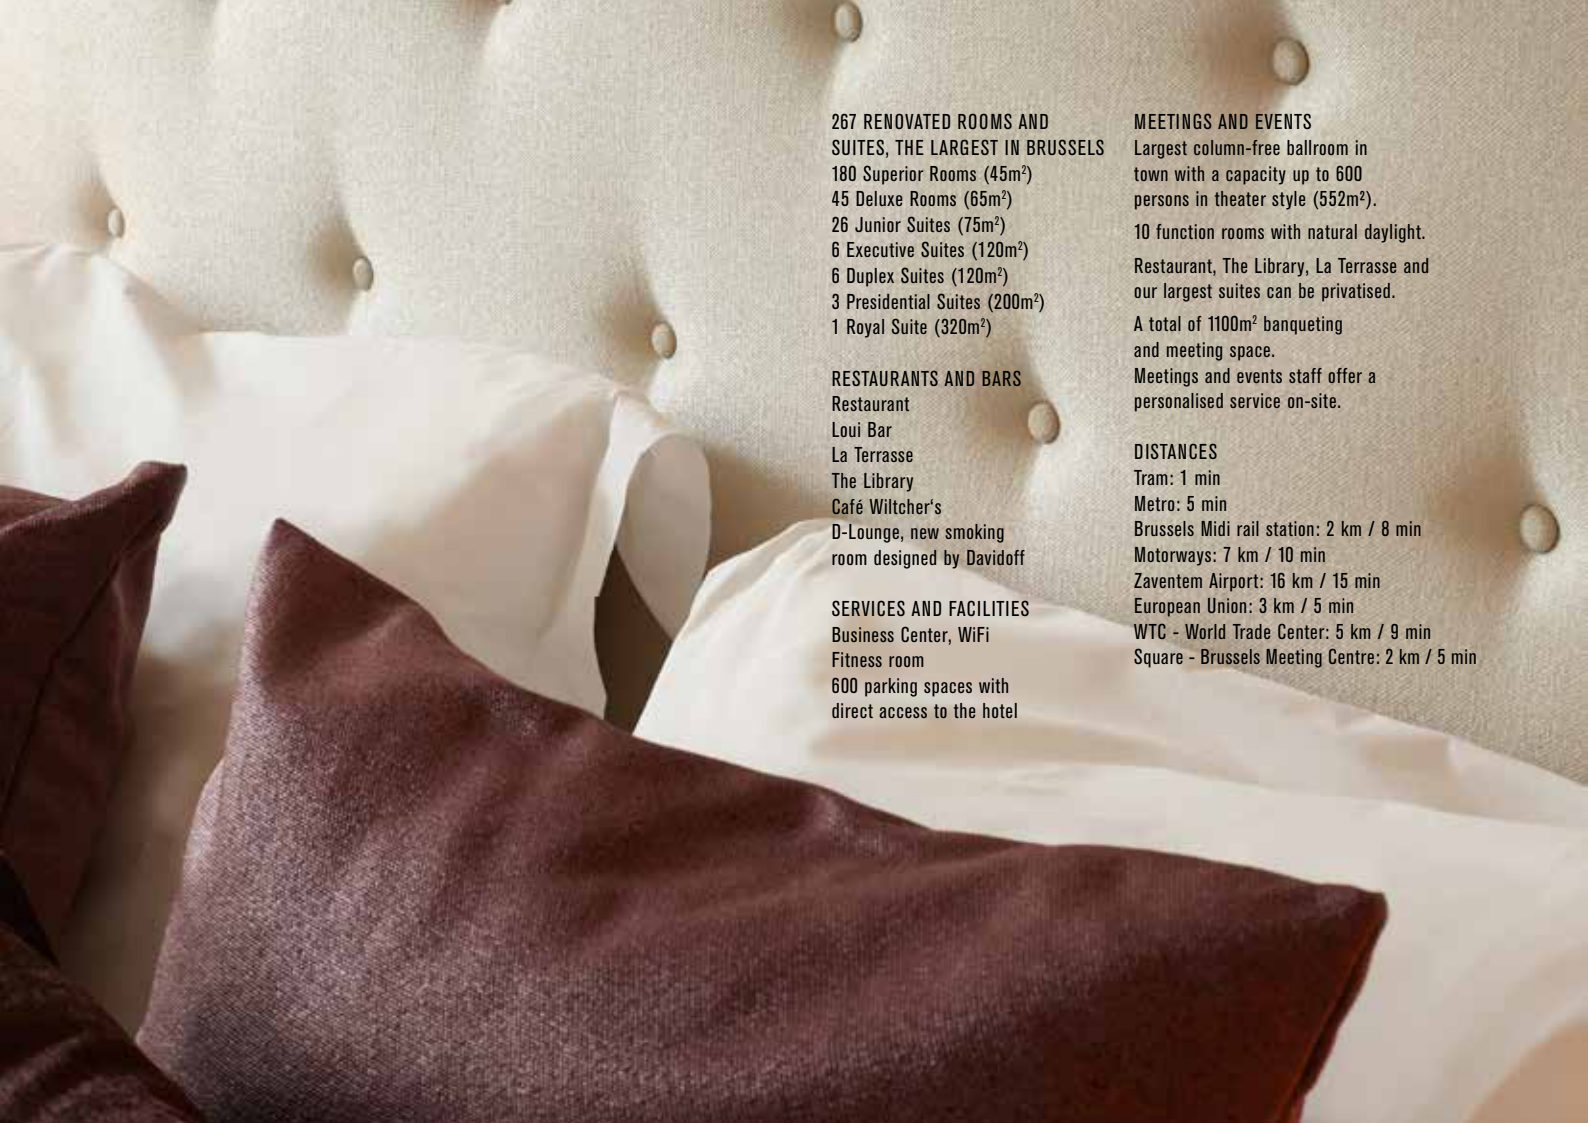 267 RENOVATED ROOMS AND
SUITES, THE LARGEST IN BRUSSELS
180 Superior Rooms (45m²)
45 Deluxe Rooms (65m²)
26 Junior Suites (75m²)
6 Executive Suites (120m²)
6 Duplex Suites (120m²)
3 Presidential Suites (200m²)
1 Royal Suite (320m²)
RESTAURANTS AND BARS
Restaurant
Loui Bar
La Terrasse
The Library
Café Wiltcher‘s
D-Lounge, new smoking
room designed by Davidoff
SERVICES AND FACILITIES
Business Center, WiFi
Fitness room
600 parking spaces with
direct access to the hotel
MEETINGS AND EVENTS
Largest column-free ballroom in
town with a capacity up to 600
persons in theater style (552m²).
10 function rooms with natural daylight.
Restaurant, The Library, La Terrasse and
our largest suites can be privatised.
A total of 1100m² banqueting
and meeting space.
Meetings and events staff offer a
personalised service on-site.
DISTANCES
Tram: 1 min
Metro: 5 min
Brussels Midi rail station: 2 km / 8 min
Motorways: 7 km / 10 min
Zaventem Airport: 16 km / 15 min
European Union: 3 km / 5 min
WTC - World Trade Center: 5 km / 9 min
Square - Brussels Meeting Centre: 2 km / 5 min